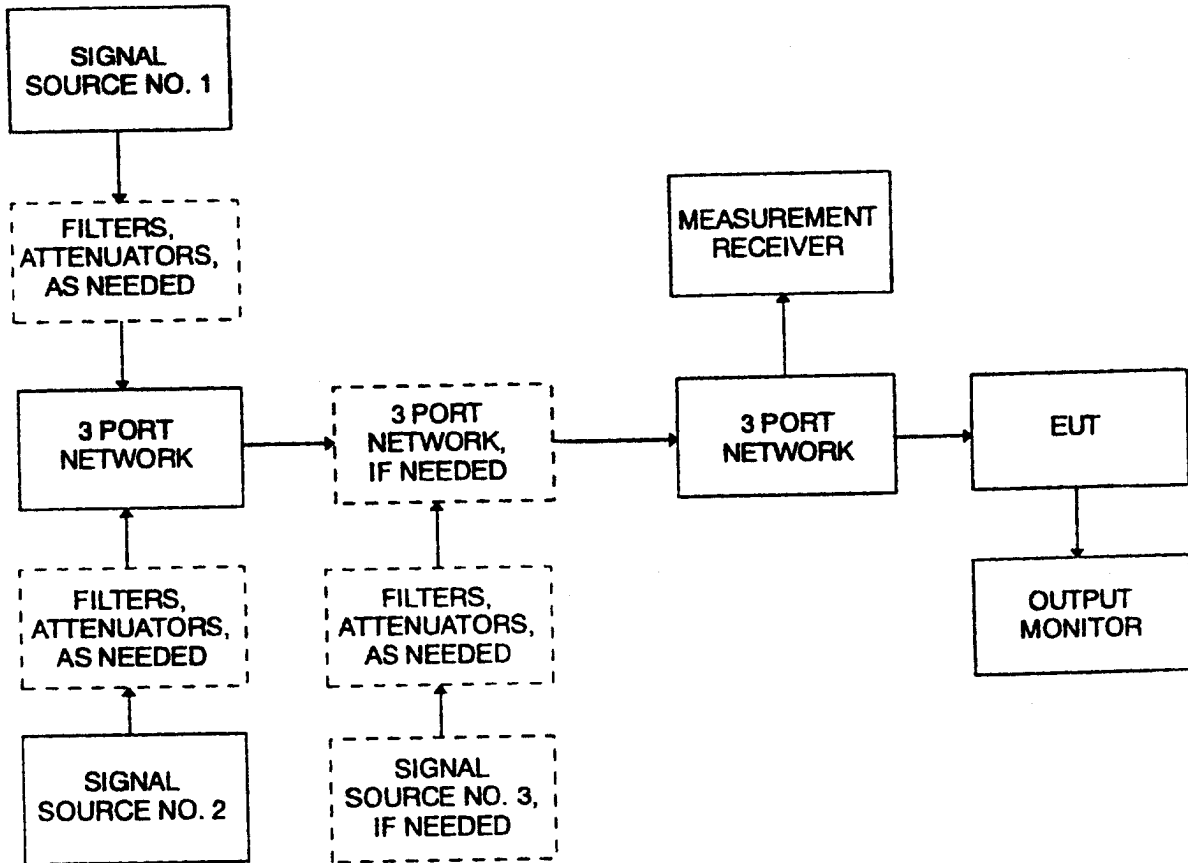 SIGNAL
SOURCE NO. 1
FILTERS,
ATTENUATORS,
AS NEEDED
MEASUREMENT
RECEIVER
3 PORT
NETWORK
3 PORT
NETWORK,
IF NEEDED
3 PORT
NETWORK
EUT
FILTERS,
ATTENUATORS,
AS NEEDED
FILTERS,
ATTENUATORS,
AS NEEDED
OUTPUT
MONITOR
SIGNAL
SOURCE NO. 2
SIGNAL
SOURCE NO. 3,
IF NEEDED